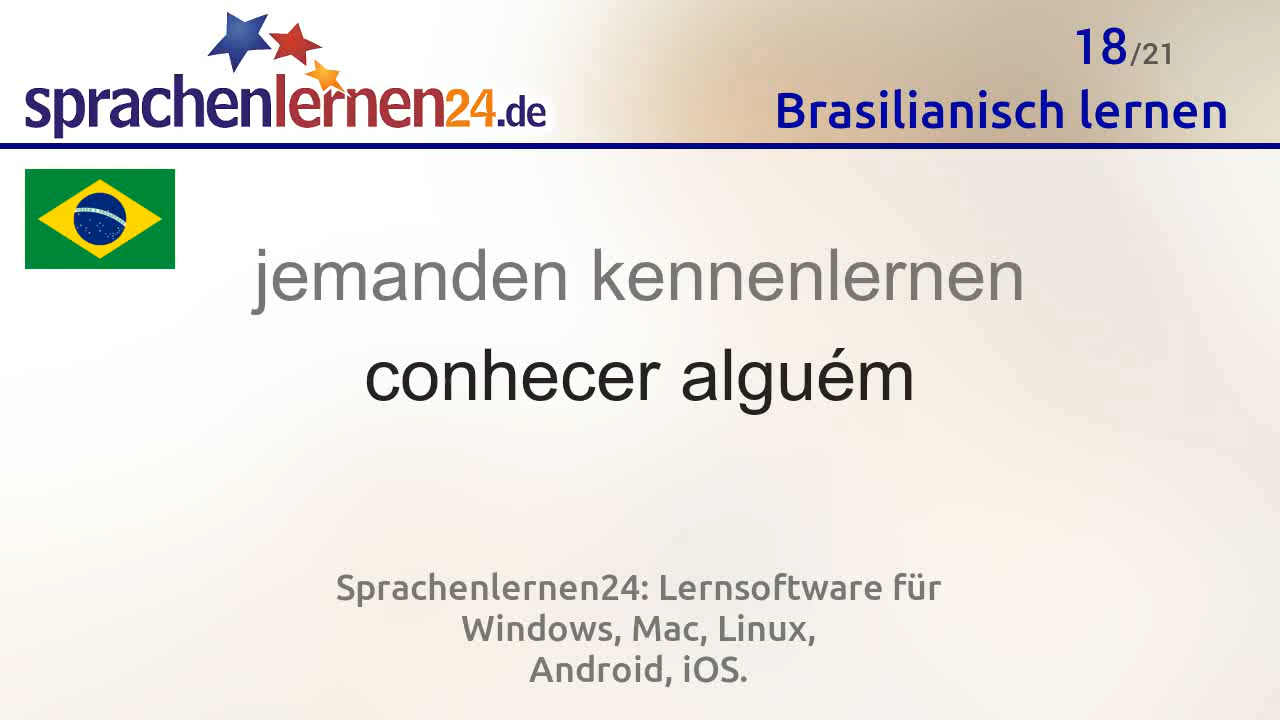 sprachenlernen24.de
18/21
Brasilianisch lernen
jemanden kennenlernen
conhecer alguém
Sprachenlernen24: Lernsoftware für
Windows, Mac, Linux,
Android, iOS.